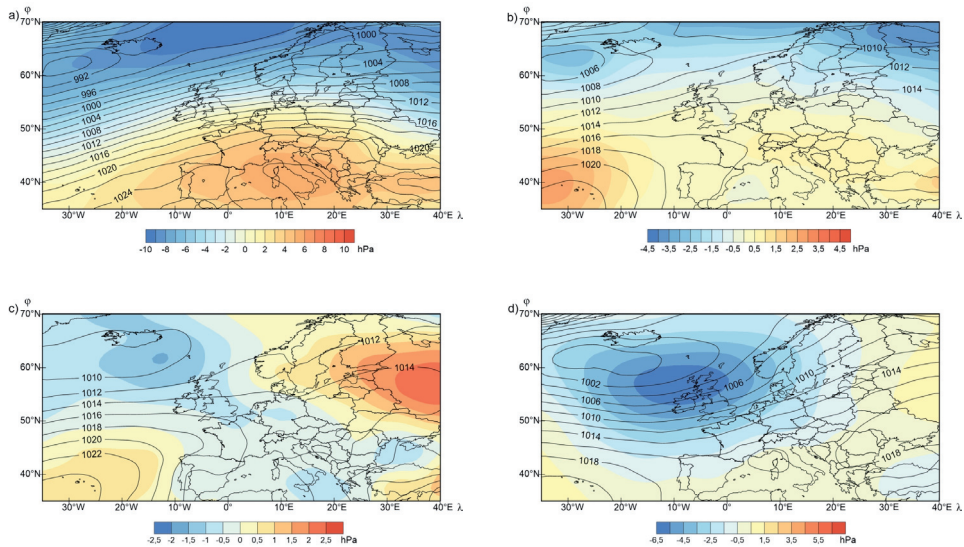 a) φ
70°N
60°N
50°N
40°N
1000
1004
1008
1012
1016
1020
992
996
1000
1004
1008
1012
1016
1020
1024
30°W 20°W 10°W 0° 10°E 20°E 30°E 40°E λ
-10 -8 -6 -4 -2 0 2 4 6 8 10 hPa
b) φ
70°N
60°N
50°N
40°N
1010
1012
1014
1006
1008
1010
1012
1014
1016
1018
1020
30°W 20°W 10°W 0° 10°E 20°E 30°E 40°E λ
-4,5 -3,5 -2,5 -1,5 -0,5 0,5 1,5 2,5 3,5 4,5 hPa
c) φ
70°N
60°N
50°N
40°N
1012
1014
1010
1012
1014
1016
1018
1020
1022
30°W 20°W 10°W 0° 10°E 20°E 30°E 40°E λ
-2,5 -2 -1,5 -1 -0,5 0 0,5 1 1,5 2 2,5 hPa
d) φ
70°N
60°N
50°N
40°N
1002
1006
1010
1014
1018
1006
1010
1014
1018
30°W 20°W 10°W 0° 10°E 20°E 30°E 40°E λ
-6,5 -4,5 -2,5 -0,5 1,5 3,5 5,5 hPa